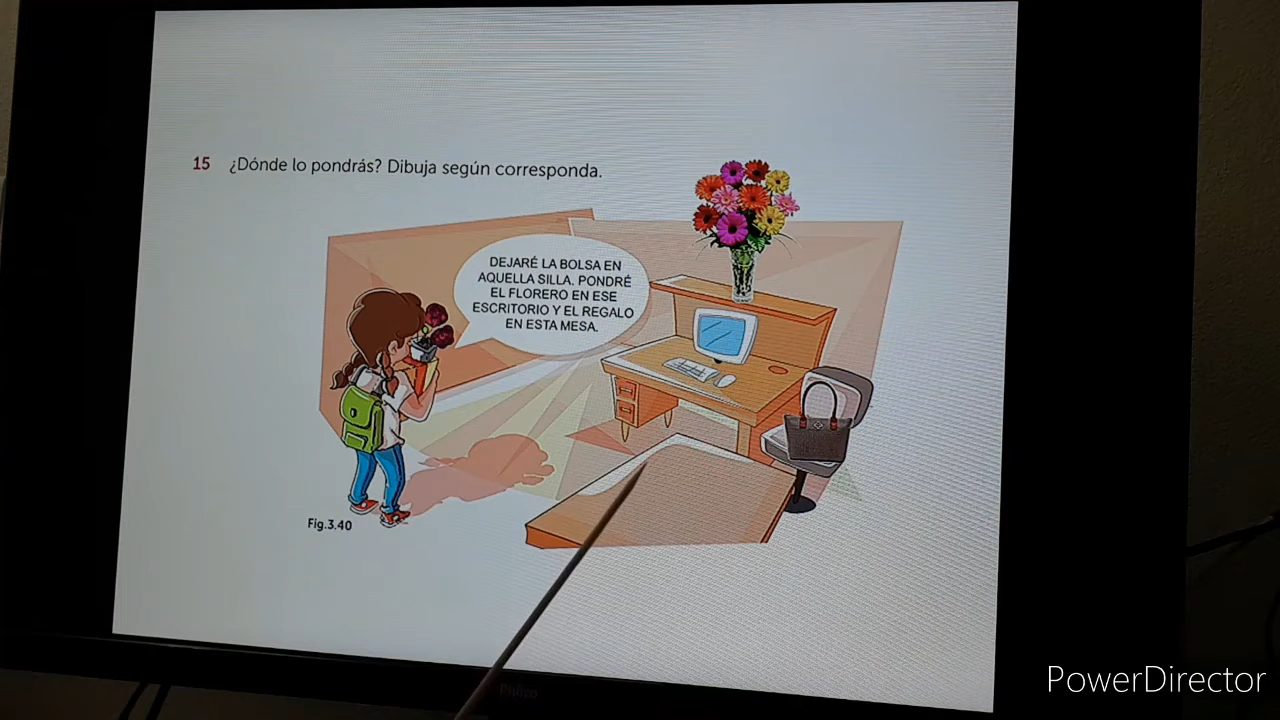 15 ¿Dónde lo pondrás? Dibuja según corresponda.
DEJARÉ LA BOLSA EN
AQUELLA SILLA. PONDRÉ
EL FLORERO EN ESE
ESCRITORIO Y EL REGALO
EN ESTA MESA.
Fig.3.40
PHILCO
PowerDirector